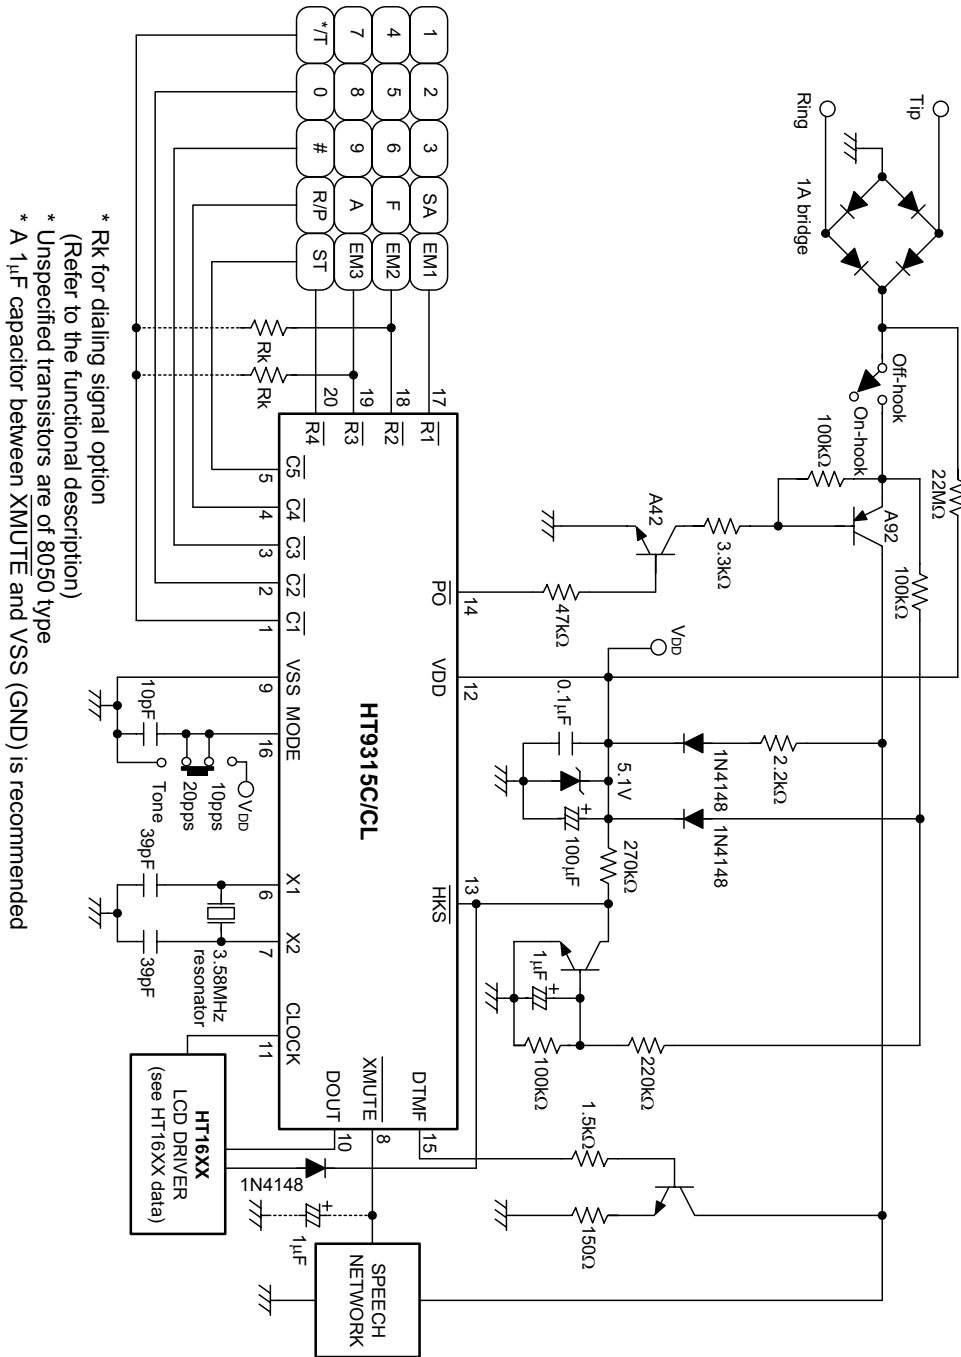 Tip
Ring
1A bridge
Off-hook
On-hook
22MΩ
100kΩ
A92
100kΩ
3.3kΩ
A42
47kΩ
VDD
2.2kΩ
1N4148
1N4148
0.1μF
5.1V
100μF
270kΩ
1μF
100kΩ
220kΩ
1.5kΩ
150Ω
1 2 3 SA EM1
4 5 6 F EM2
7 8 9 A EM3
*/T 0 # R/P ST
Rk
Rk
17 R1
18 R2
19 R3
20 R4
14 PO
12 VDD
13 HKS
HT9315C/CL
C5 5
C4 4
C3 3
C2 2
C1 1
VSS 9
MODE 16
X1 6
X2 7
CLOCK 11
DTMF 15
XMUTE 8
DOUT 10
10pF
VDD
10pps
20pps
Tone
39pF
39pF
3.58MHz
resonator
HT16XX
LCD DRIVER
(see HT16XX data)
1N4148
1μF
SPEECH
NETWORK
* Rk for dialing signal option
(Refer to the functional description)
* Unspecified transistors are of 8050 type
* A 1μF capacitor between XMUTE and VSS (GND) is recommended